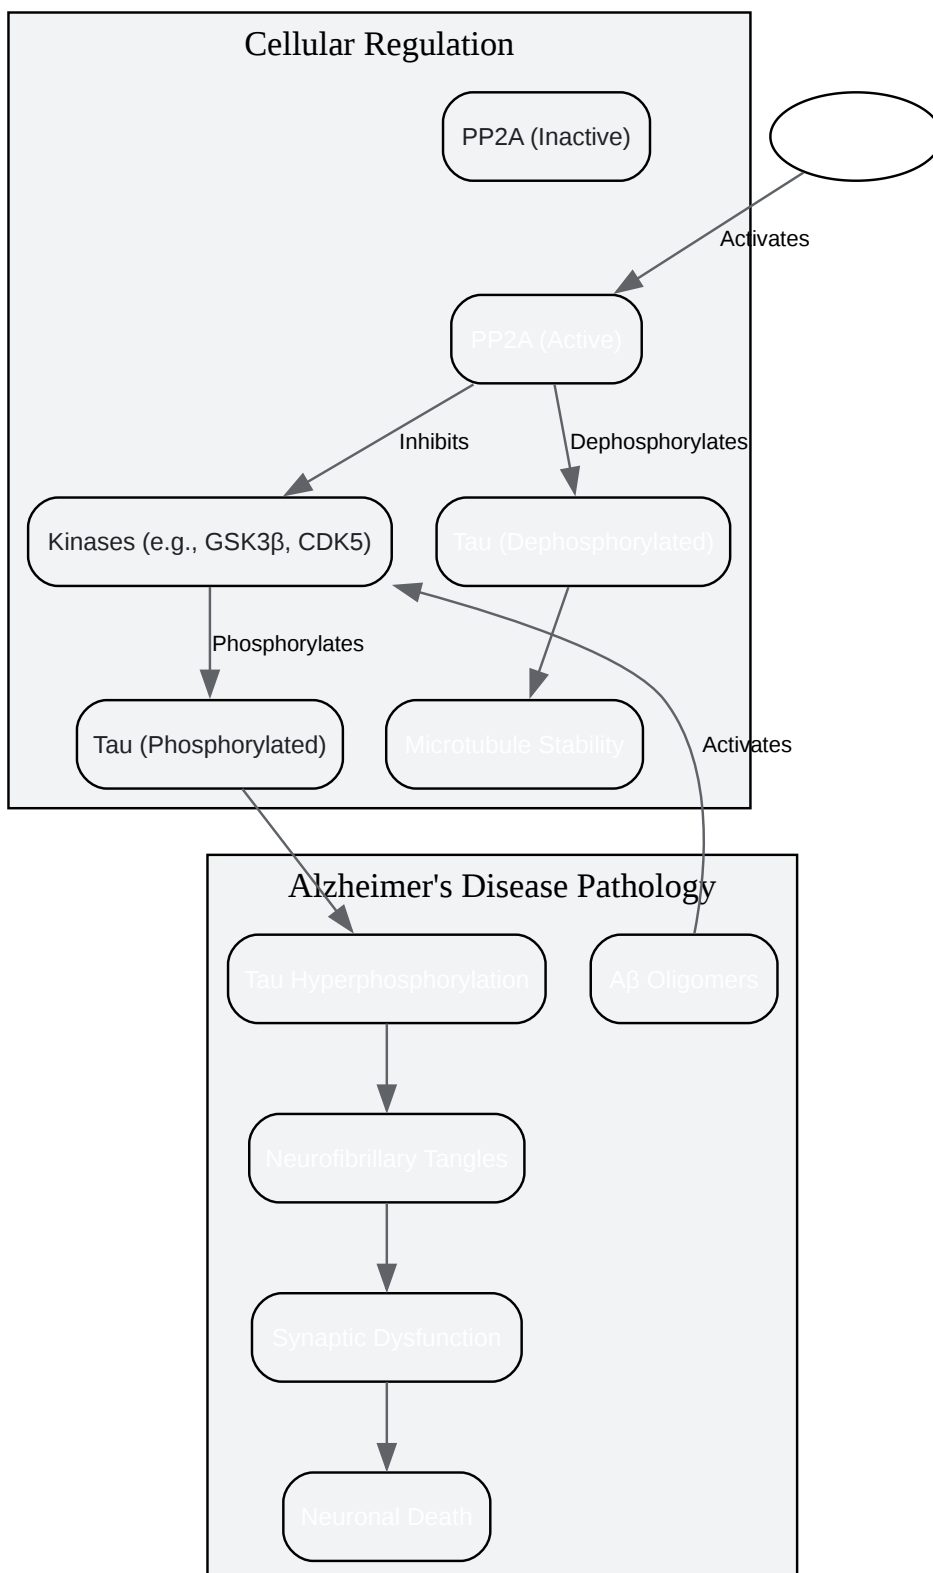 Cellular Regulation
PP2A (Inactive)
Activates
PP2A (Active)
Inhibits
Dephosphorylates
Kinases (e.g., GSK3β, CDK5)
Tau (Dephosphorylated)
Phosphorylates
Tau (Phosphorylated)
Microtubule Stability
Activates
Alzheimer's Disease Pathology
Tau Hyperphosphorylation
Aβ Oligomers
Neurofibrillary Tangles
Synaptic Dysfunction
Neuronal Death